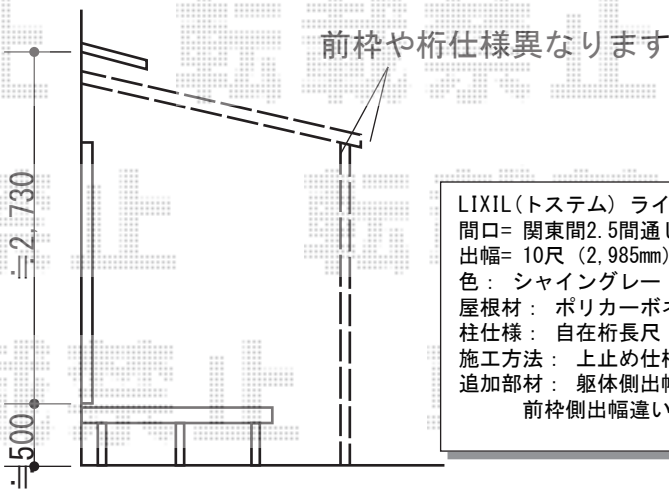 前枠や桁仕様異なります
≒2,730
≒500
LIXIL(トステム) ライ
間口= 関東間2.5間通し
出幅= 10尺 (2,985mm)
色： シャイングレー
屋根材： ポリカーボネ
柱仕様： 自在桁長尺
施工方法： 上止め仕様
追加部材： 躯体側出幅
前枠側出幅違い